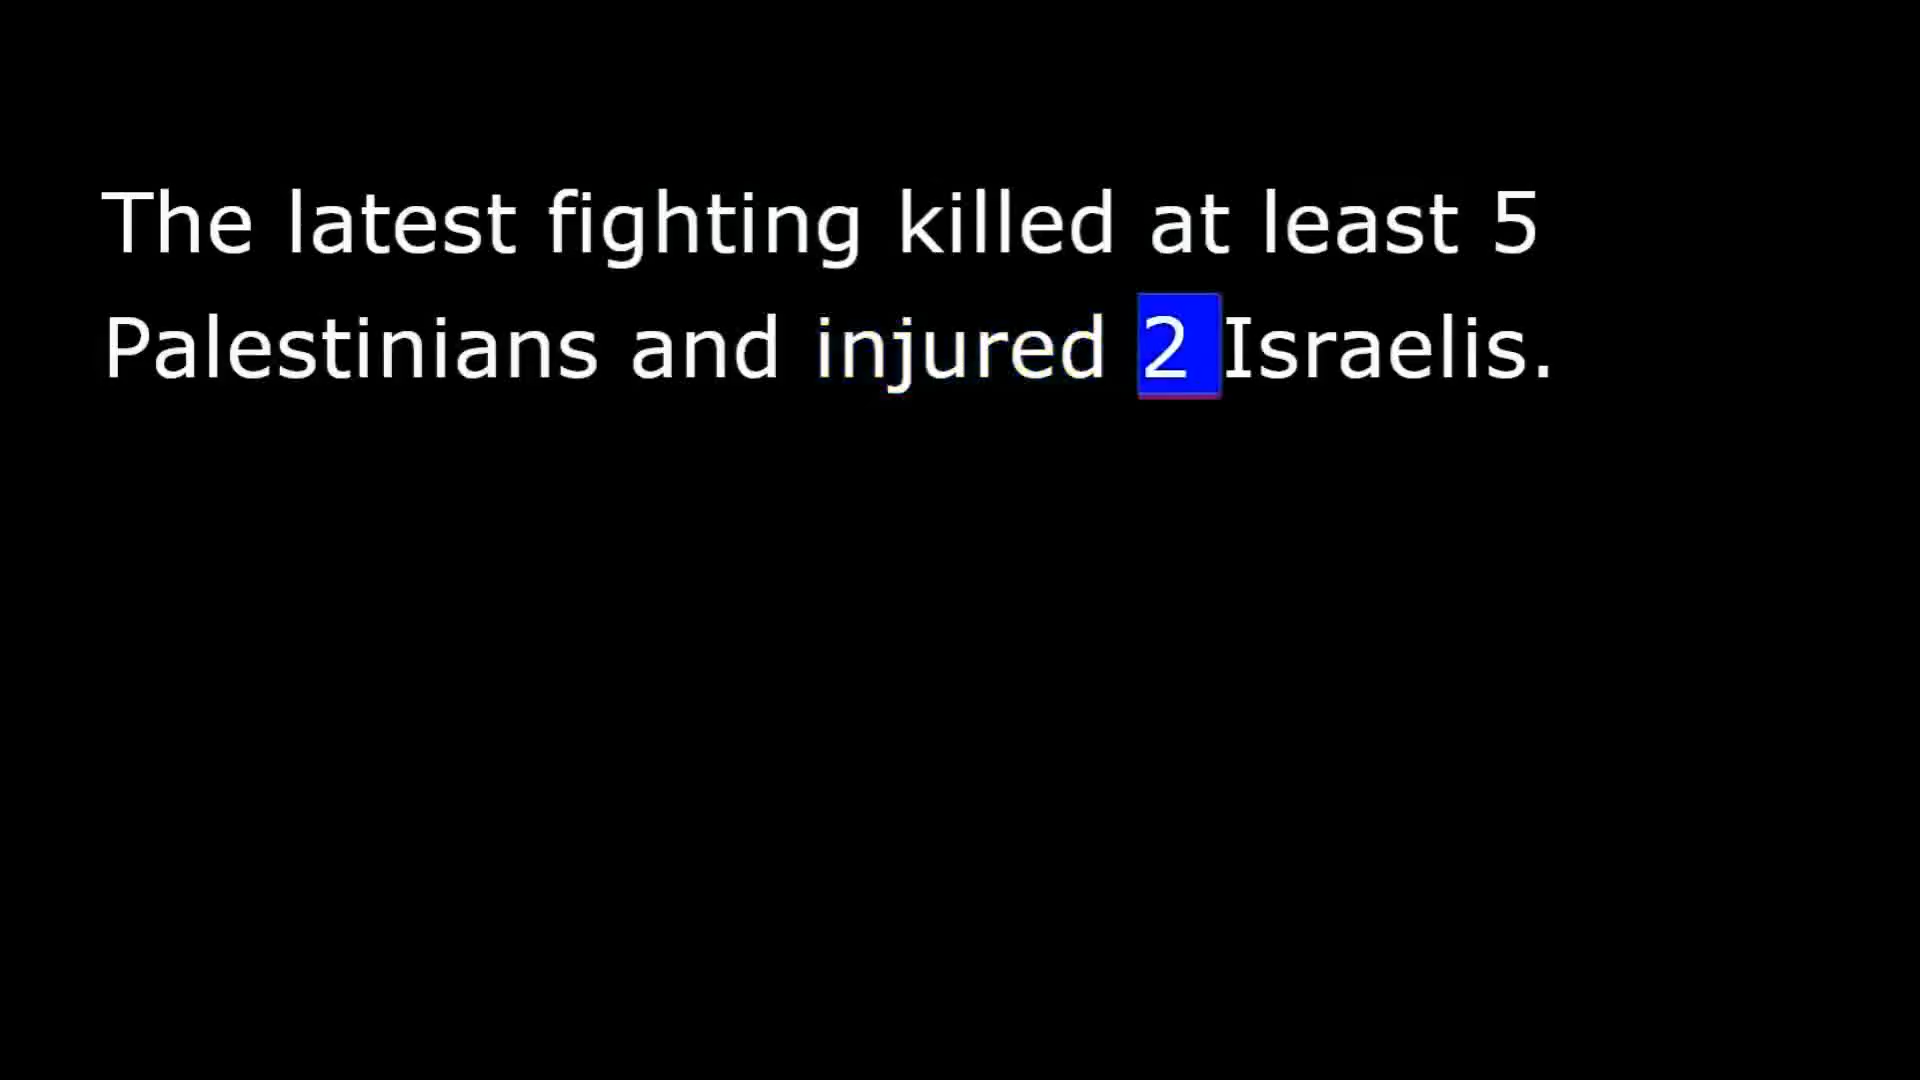 The latest fighting killed at least 5
Palestinians and injured 2 Israelis.